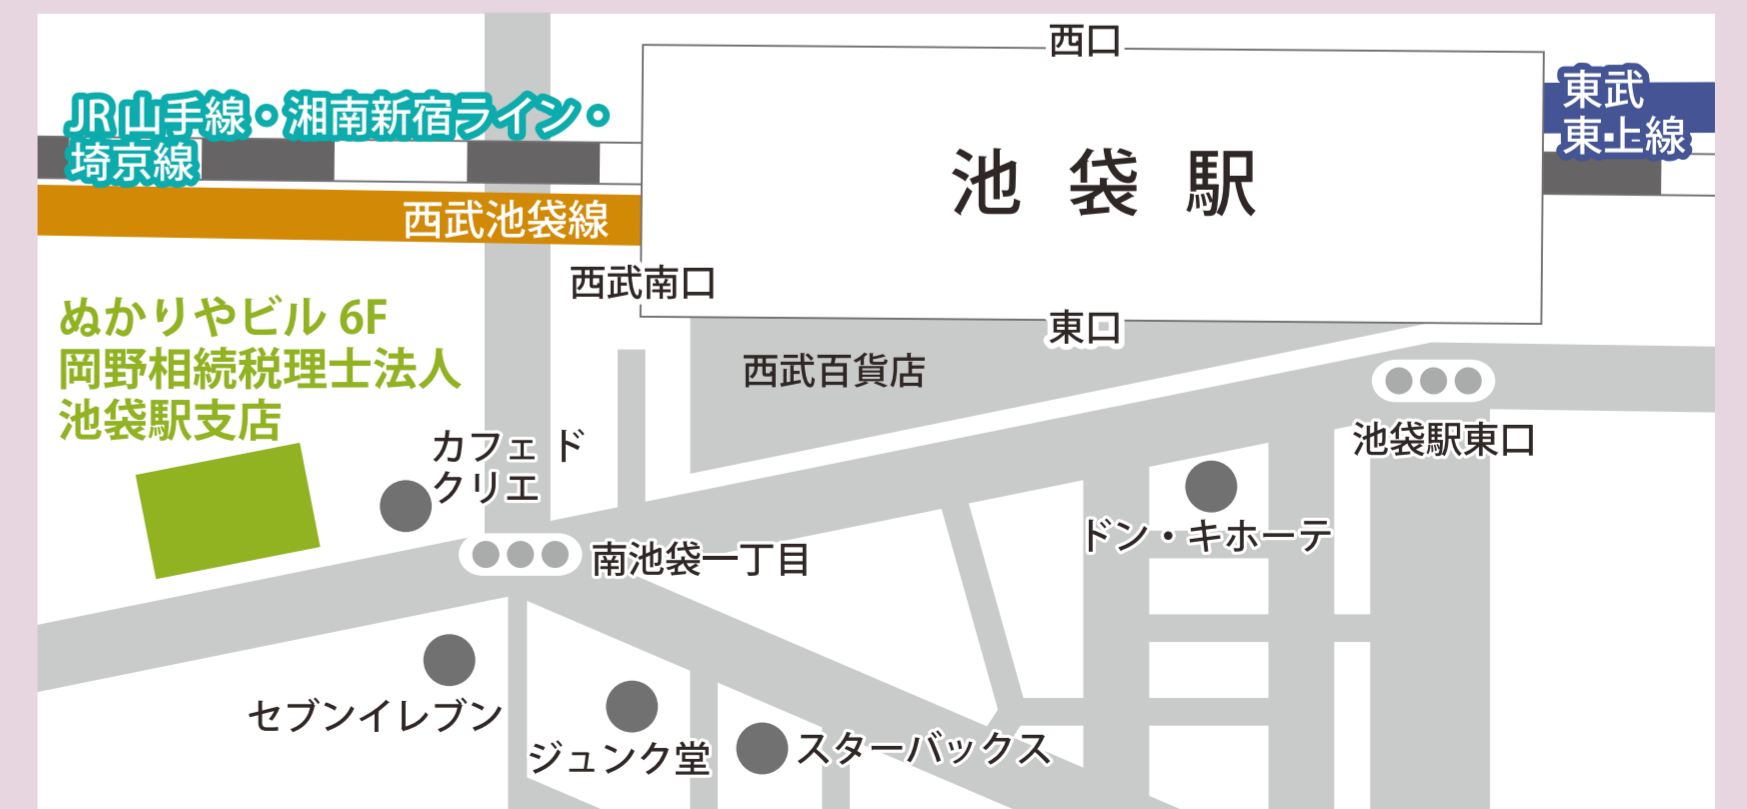 西口
JR山手線・湘南新宿ライン・
埼京線
東武
東上線
池袋駅
西武池袋線
西武南口
東口
ぬかりやビル 6F
岡野相続税理士法人
池袋駅支店
西武百貨店
池袋駅東口
カフェ ド
クリエ
ドン・キホーテ
南池袋一丁目
セブンイレブン
ジュンク堂
スターバックス